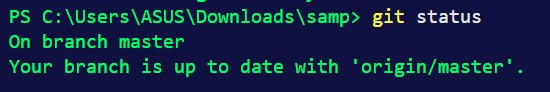 PS C:\Users\ASUS\Downloads\samp> git status
On branch master
Your branch is up to date with 'origin/master'.